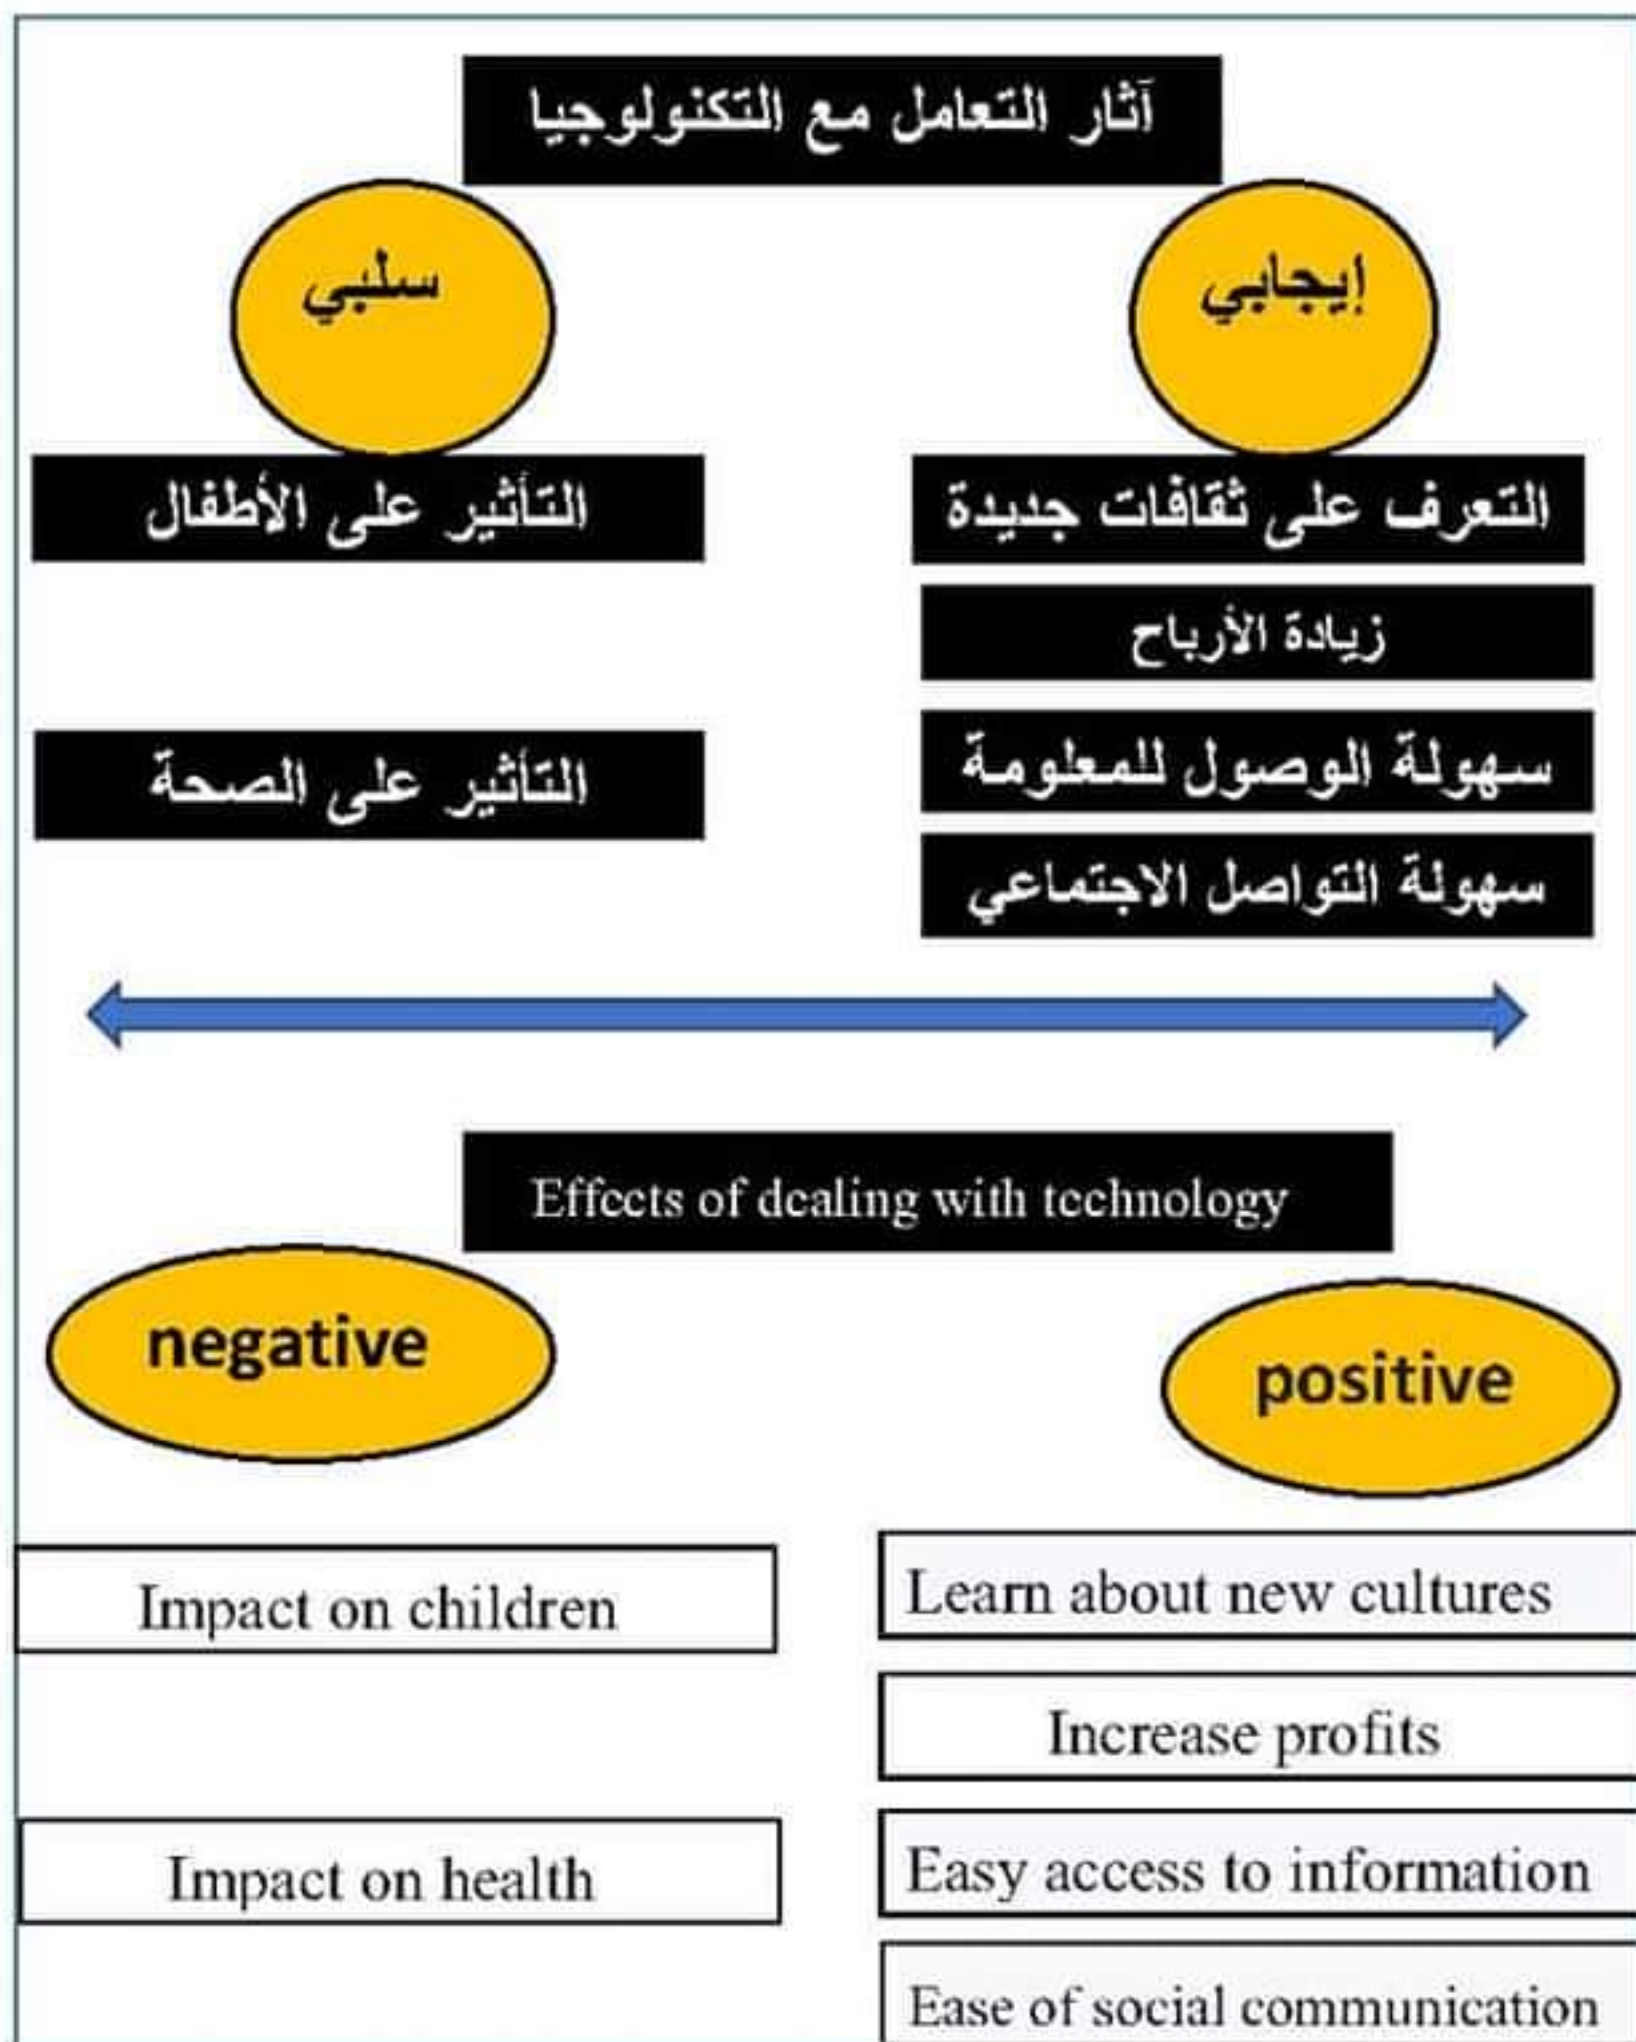 آثار التعامل مع التكنولوجيا
إيجابي
سلبي
التعرف على ثقافات جديدة
التأثير على الأطفال
زيادة الأرباح
سهولة الوصول للمعلومة
التأثير على الصحة
سهولة التواصل الاجتماعي
Effects of dealing with technology
negative
positive
Impact on children
Learn about new cultures
Increase profits
Impact on health
Easy access to information
Ease of social communication